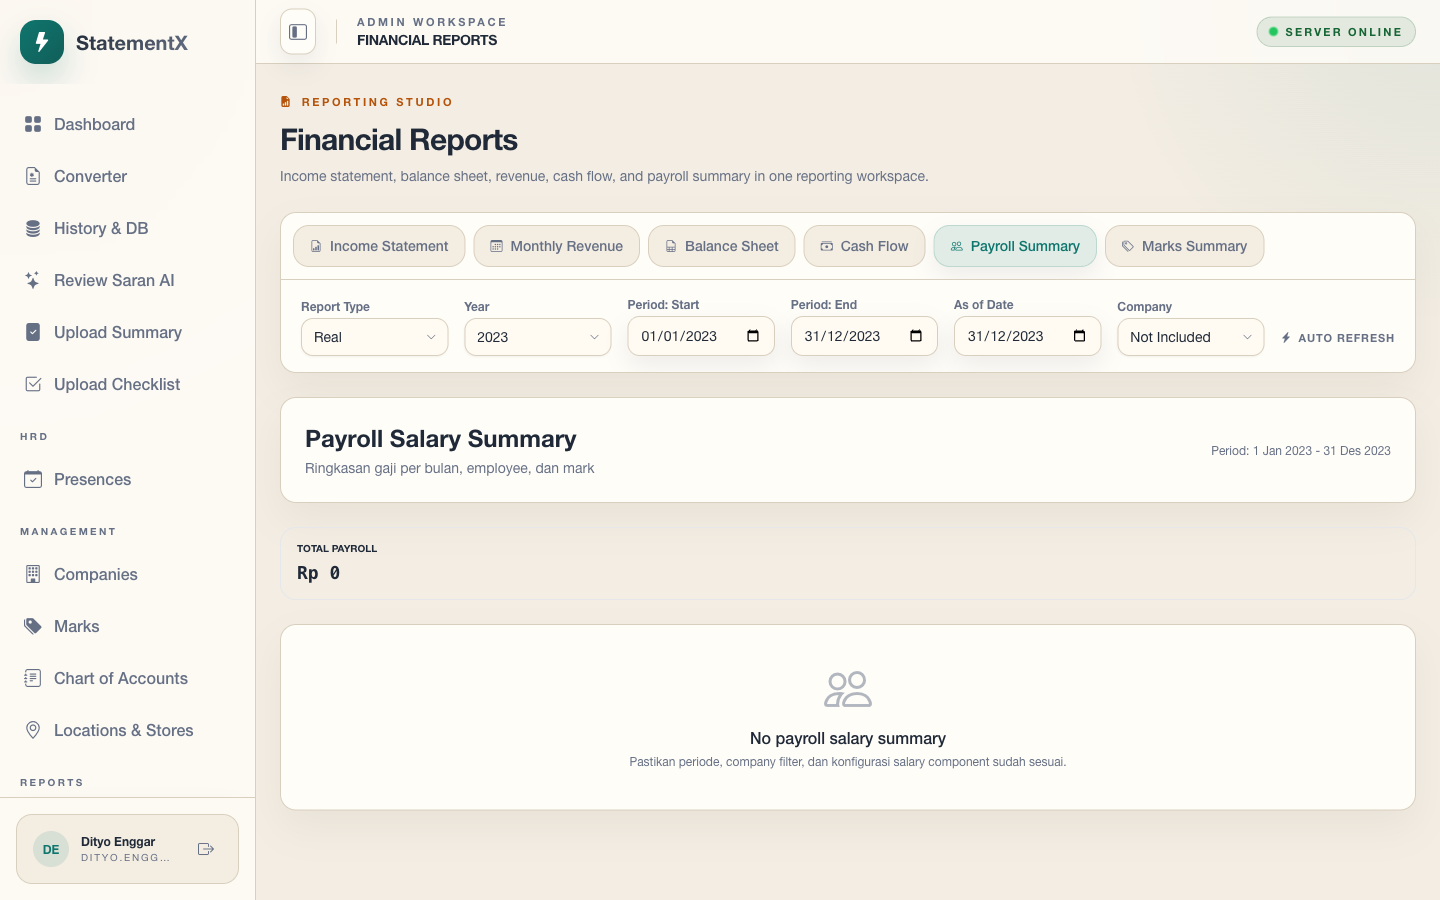 StatementX
Dashboard
Converter
History & DB
Review Saran AI
Upload Summary
Upload Checklist
HRD
Presences
MANAGEMENT
Companies
Marks
Chart of Accounts
Locations & Stores
REPORTS
DE
Dityo Enggar
DITYO.ENGG...
ADMIN WORKSPACE
FINANCIAL REPORTS
SERVER ONLINE
REPORTING STUDIO
Financial Reports
Income statement, balance sheet, revenue, cash flow, and payroll summary in one reporting workspace.
Income Statement
Monthly Revenue
Balance Sheet
Cash Flow
Payroll Summary
Marks Summary
Report Type
Real
Year
2023
Period: Start
01/01/2023
Period: End
31/12/2023
As of Date
31/12/2023
Company
Not Included
AUTO REFRESH
Payroll Salary Summary
Ringkasan gaji per bulan, employee, dan mark
Period: 1 Jan 2023 - 31 Des 2023
TOTAL PAYROLL
Rp 0
No payroll salary summary
Pastikan periode, company filter, dan konfigurasi salary component sudah sesuai.